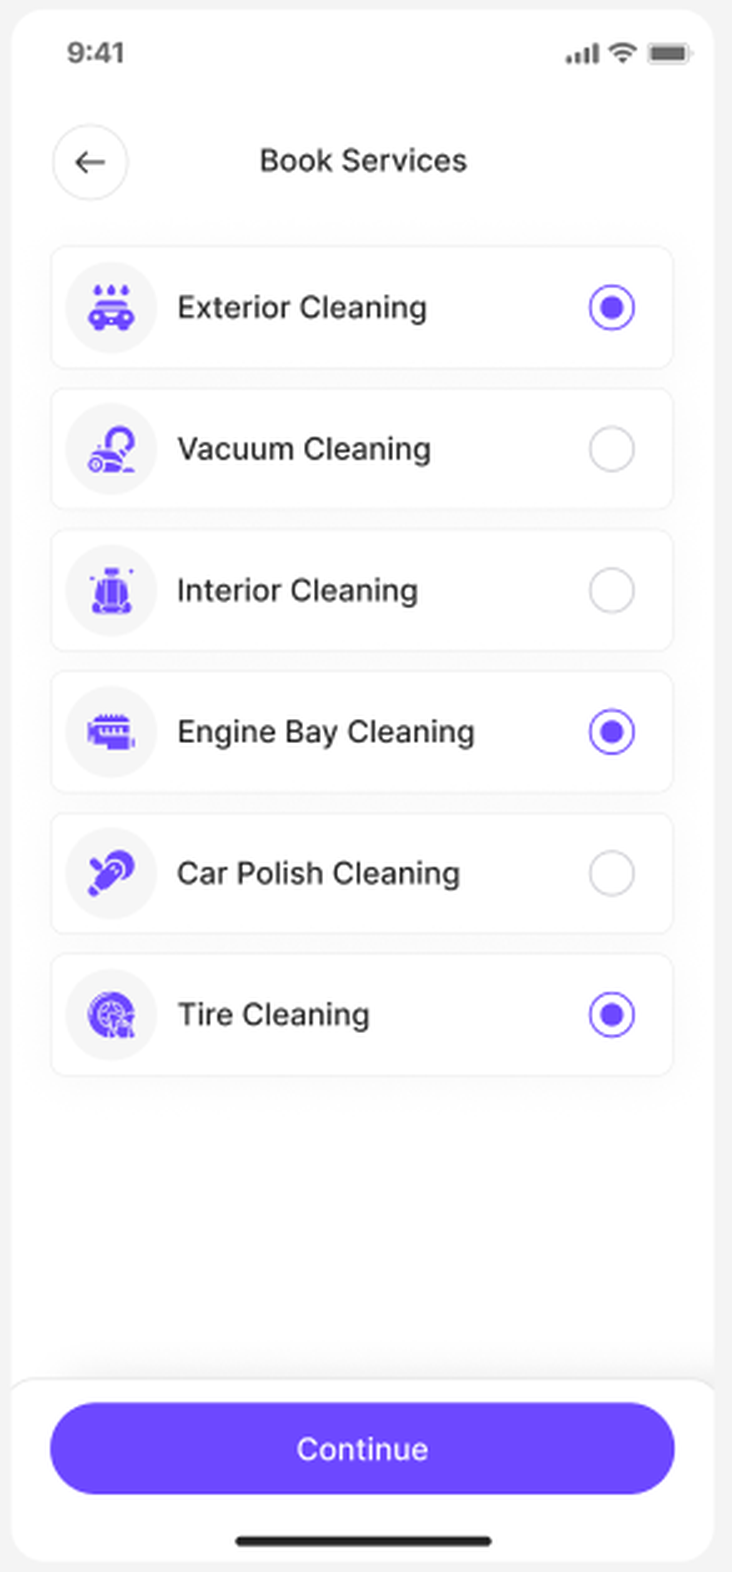 9:41
Book Services
Exterior Cleaning
Vacuum Cleaning
Interior Cleaning
Engine Bay Cleaning
Car Polish Cleaning
Tire Cleaning
Continue